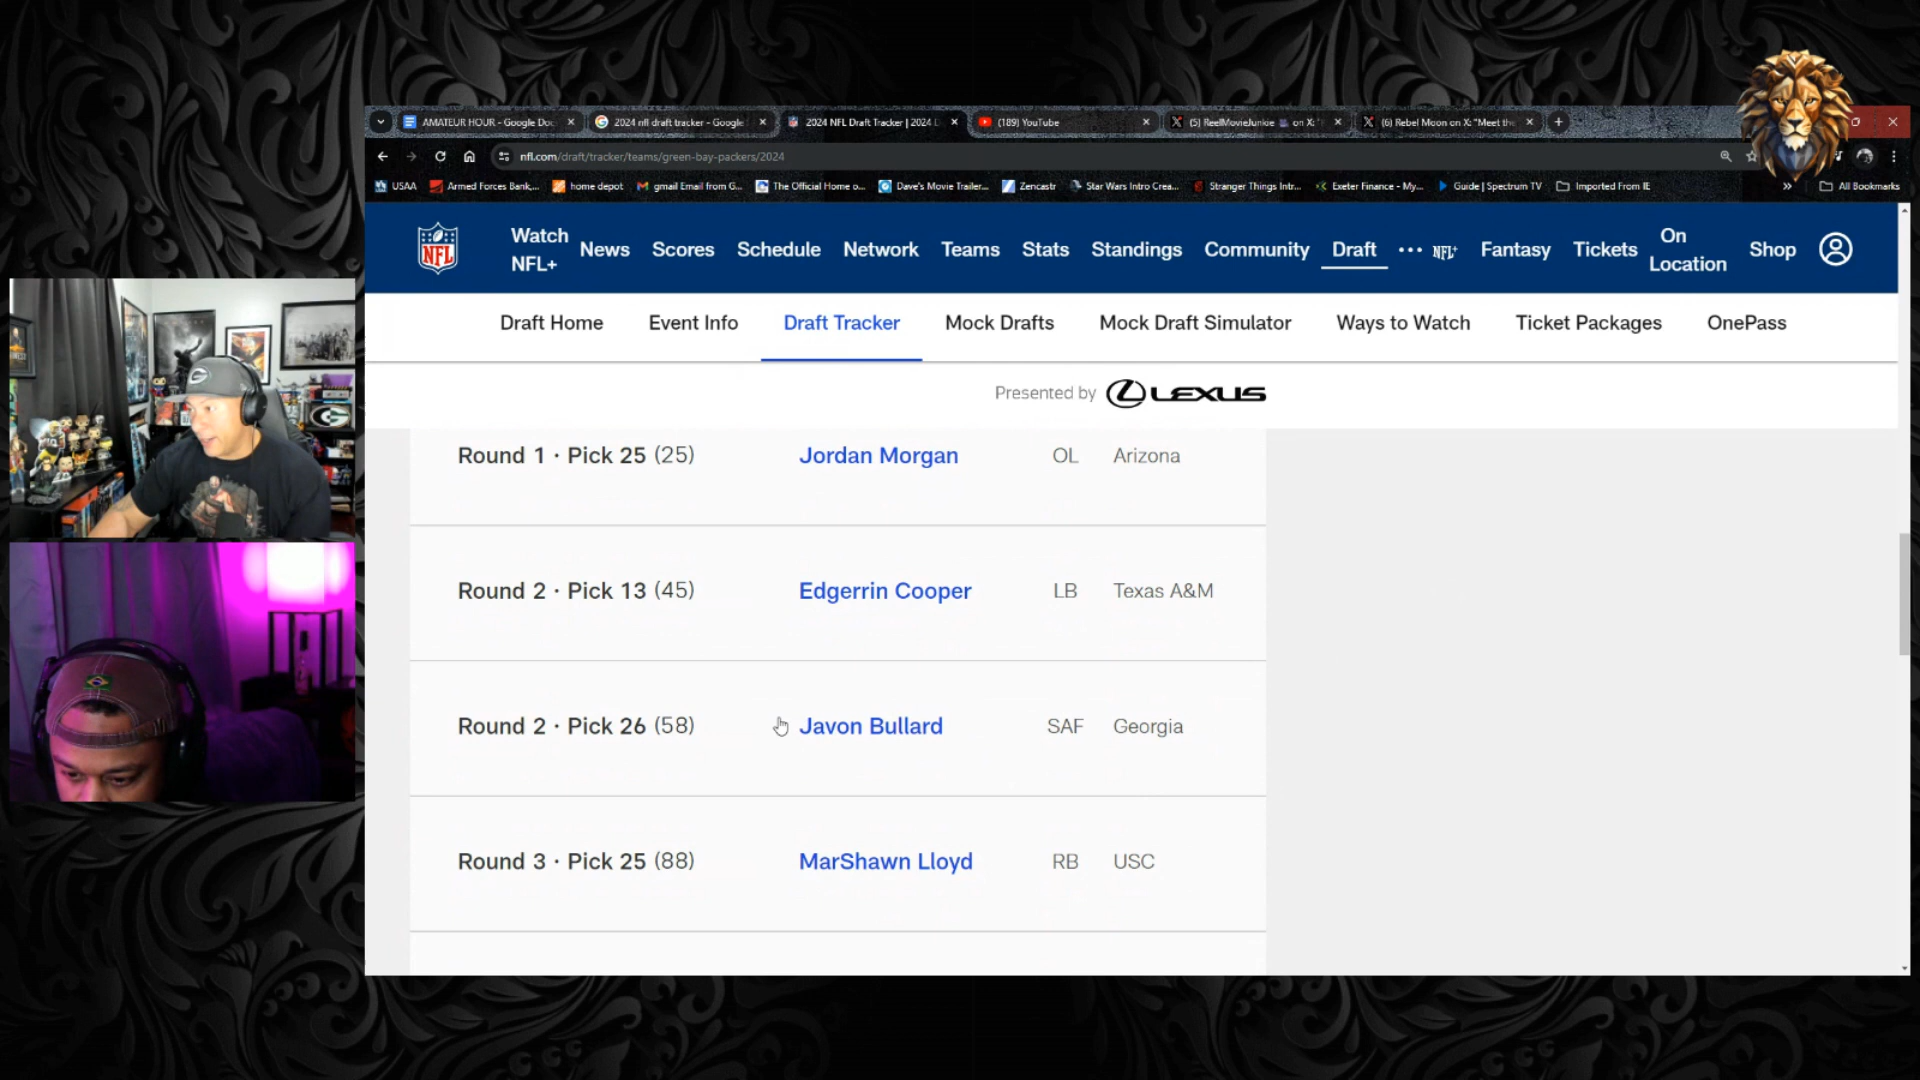 AMATEUR HOUR - Google Doc
2024 nfl draft tracker - Google
2024 NFL Draft Tracker | 2024 D
(189) YouTube
(5) ReelMovieJunkie on X: "
(6) Rebel Moon on X: "Meet the
nfl.com/draft/tracker/teams/green-bay-packers/2024
USAA
Armed Forces Bank,...
home depot
gmail Email from G...
The Official Home o...
Dave's Movie Trailer...
Zencastr
Star Wars Intro Crea...
Stranger Things Intr...
Exeter Finance - My...
Guide | Spectrum TV
Imported From IE
»
All Bookmarks
NFL
Watch NFL+
News
Scores
Schedule
Network
Teams
Stats
Standings
Community
Draft
•••
NFL+
Fantasy
Tickets
On Location
Shop
Draft Home
Event Info
Draft Tracker
Mock Drafts
Mock Draft Simulator
Ways to Watch
Ticket Packages
OnePass
Presented by LEXUS
Round 1 · Pick 25 (25) Jordan Morgan OL Arizona
Round 2 · Pick 13 (45) Edgerrin Cooper LB Texas A&M
Round 2 · Pick 26 (58) Javon Bullard SAF Georgia
Round 3 · Pick 25 (88) MarShawn Lloyd RB USC